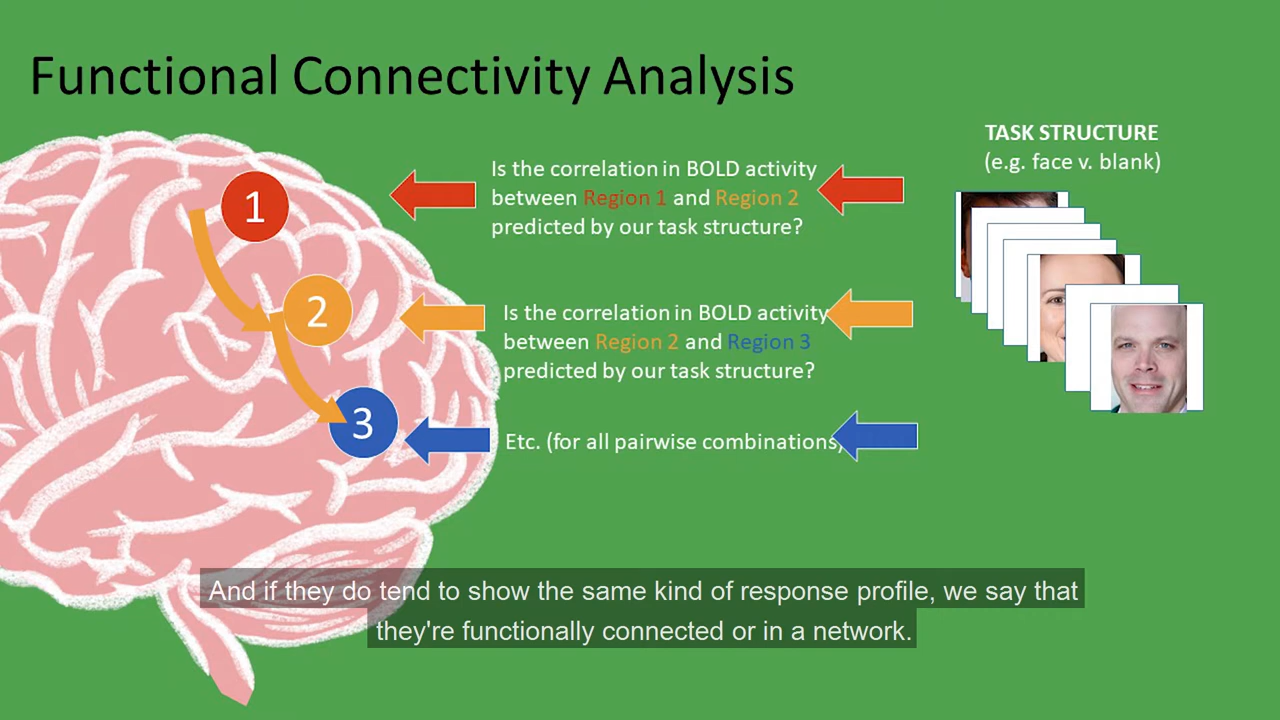 Functional Connectivity Analysis
TASK STRUCTURE
(e.g. face v. blank)
1
Is the correlation in BOLD activity
between Region 1 and Region 2
predicted by our task structure?
2
Is the correlation in BOLD activity
between Region 2 and Region 3
predicted by our task structure?
3
Etc. (for all pairwise combinations)
And if they do tend to show the same kind of response profile, we say that
they're functionally connected or in a network.